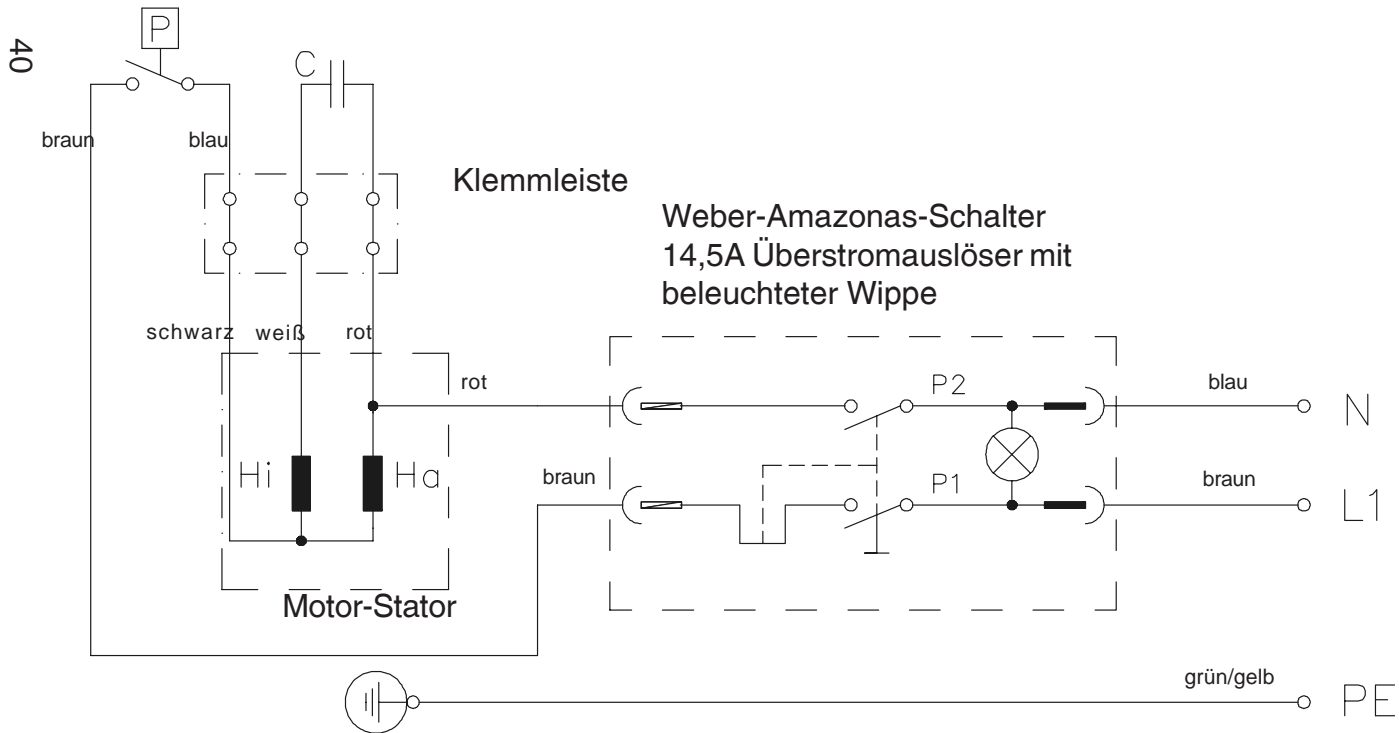 40
P
C
braun
blau
Klemmleiste
Weber-Amazonas-Schalter
14,5A Überstromauslöser mit
beleuchteter Wippe
schwarz weiß rot
rot
P2
blau
N
Hi
Ha
braun
P1
braun
L1
Motor-Stator
grün/gelb
PE